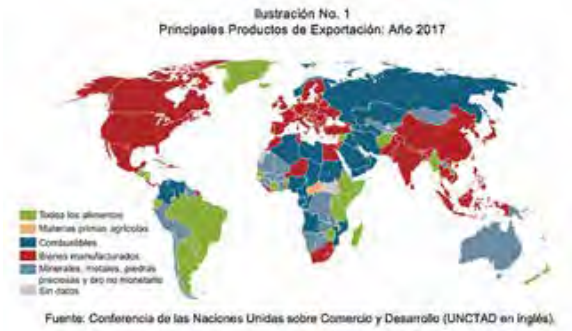 Ilustración No. 1
Principales Productos de Exportación: Año 2017
Todos los alimentos
Materias primas agrícolas
Combustibles
Bienes manufacturados
Minerales, metales, piedras
preciosas y oro no monetario
Sin datos
Fuente: Conferencia de las Naciones Unidas sobre Comercio y Desarrollo (UNCTAD en inglés).